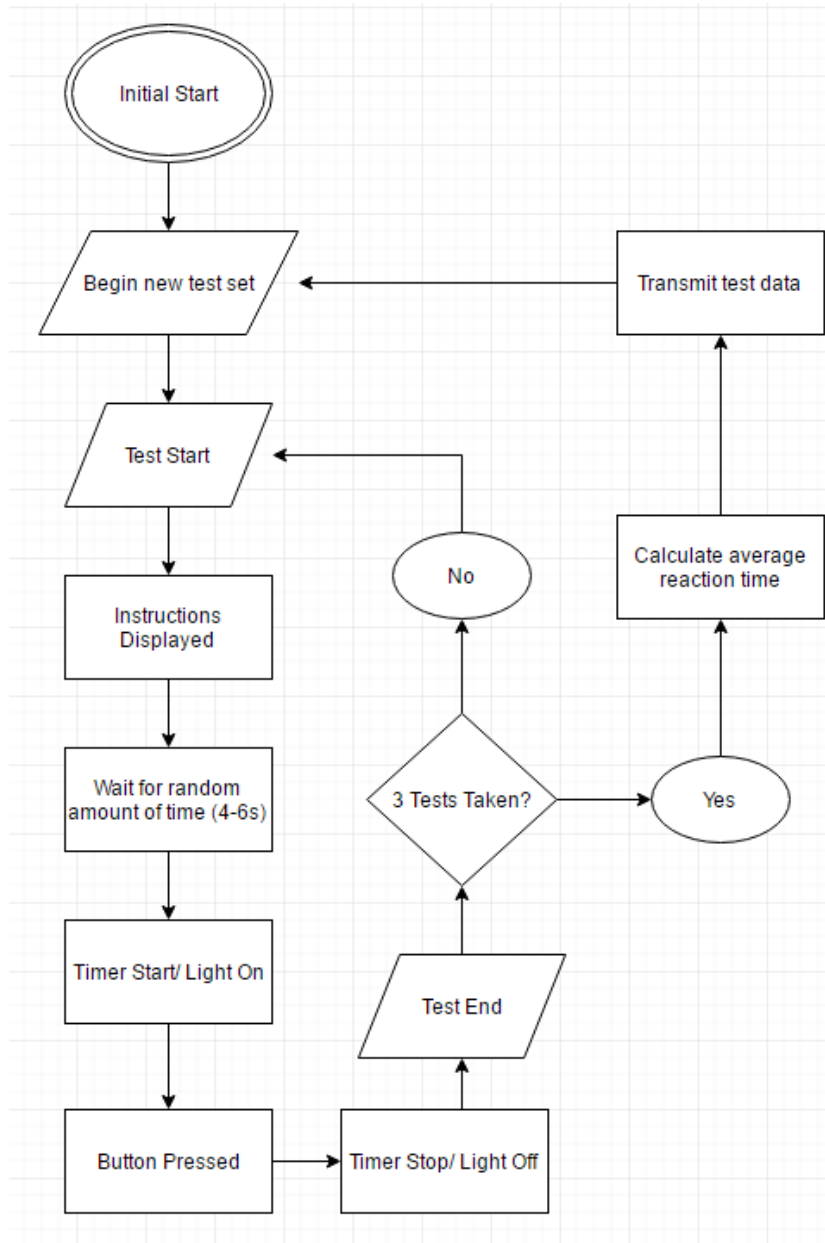 Initial Start
Begin new test set
Transmit test data
Test Start
No
Calculate average
reaction time
Instructions
Displayed
Wait for random
amount of time (4-6s)
3 Tests Taken?
Yes
Timer Start/ Light On
Test End
Button Pressed
Timer Stop/ Light Off